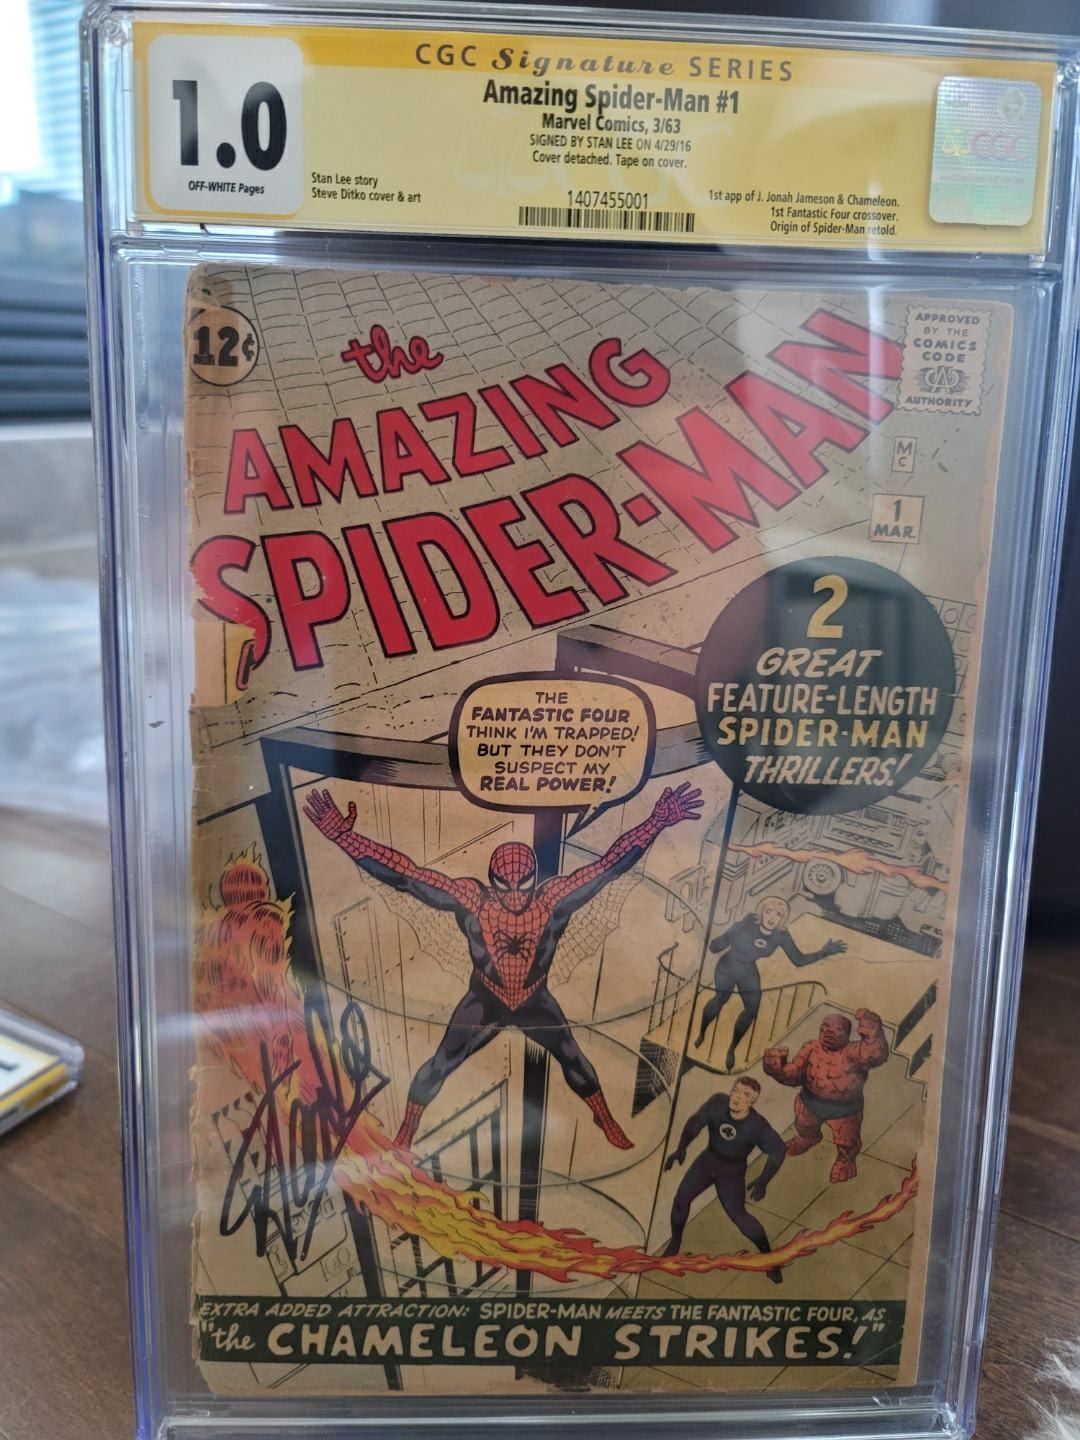 CGC Signature SERIES
1.0
OFF-WHITE Pages
Amazing Spider-Man #1
Marvel Comics, 3/63
SIGNED BY STAN LEE ON 4/29/16
Cover detached. Tape on cover.
Stan Lee story
Steve Ditko cover & art
1407455001
1st app of J. Jonah Jameson & Chameleon.
1st Fantastic Four crossover.
Origin of Spider-Man retold.
CGC
12¢
the
AMAZING
SPIDER-MAN
APPROVED
BY THE
COMICS
CODE
CA
AUTHORITY
MC
1
MAR.
2
GREAT
FEATURE-LENGTH
SPIDER-MAN
THRILLERS!
THE
FANTASTIC FOUR
THINK I'M TRAPPED!
BUT THEY DON'T
SUSPECT MY
REAL POWER!
4
Stan Lee
EXTRA ADDED ATTRACTION: SPIDER-MAN MEETS THE FANTASTIC FOUR, AS
"the CHAMELEON STRIKES!"